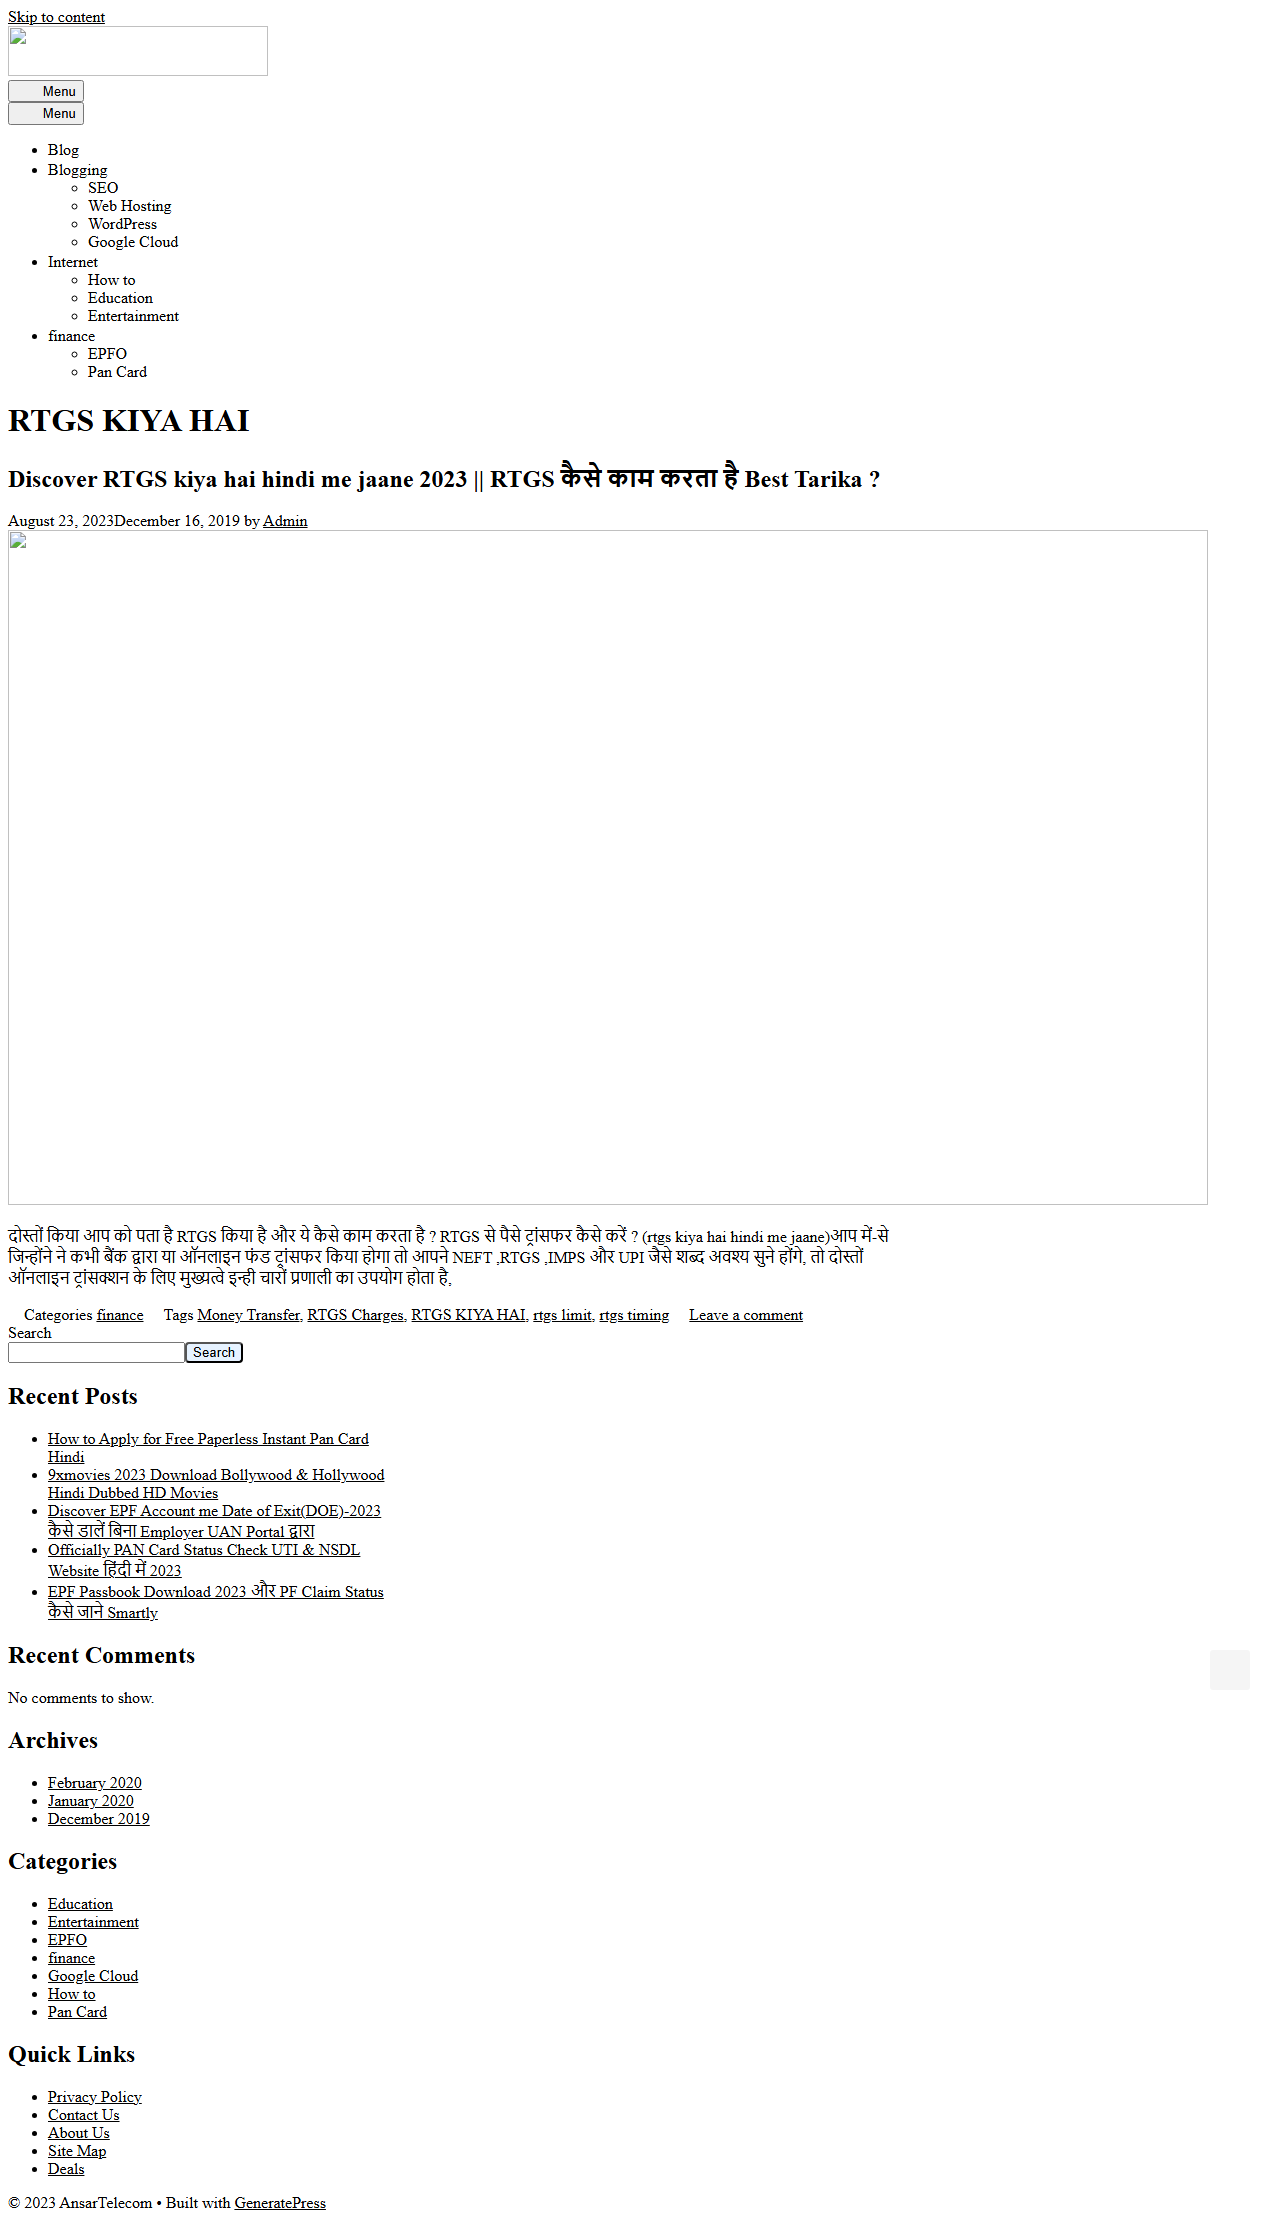 Skip to content
Menu
Menu
Blog
Blogging
SEO
Web Hosting
WordPress
Google Cloud
Internet
How to
Education
Entertainment
finance
EPFO
Pan Card
RTGS KIYA HAI
Discover RTGS kiya hai hindi me jaane 2023 || RTGS कैसे काम करता है Best Tarika ?
August 23, 2023December 16, 2019 by Admin
दोस्तों किया आप को पता है RTGS किया है और ये कैसे काम करता है ? RTGS से पैसे ट्रांसफर कैसे करें ? (rtgs kiya hai hindi me jaane)आप में-से
जिन्होंने ने कभी बैंक द्वारा या ऑनलाइन फंड ट्रांसफर किया होगा तो आपने NEFT ,RTGS ,IMPS और UPI जैसे शब्द अवश्य सुने होंगे, तो दोस्तों
ऑनलाइन ट्रांसक्शन के लिए मुख्यत्वे इन्ही चारों प्रणाली का उपयोग होता है,
Categories finance Tags Money Transfer, RTGS Charges, RTGS KIYA HAI, rtgs limit, rtgs timing Leave a comment
Search
Search
Recent Posts
How to Apply for Free Paperless Instant Pan Card
Hindi
9xmovies 2023 Download Bollywood & Hollywood
Hindi Dubbed HD Movies
Discover EPF Account me Date of Exit(DOE)-2023
कैसे डालें बिना Employer UAN Portal द्वारा
Officially PAN Card Status Check UTI & NSDL
Website हिंदी में 2023
EPF Passbook Download 2023 और PF Claim Status
कैसे जाने Smartly
Recent Comments
No comments to show.
Archives
February 2020
January 2020
December 2019
Categories
Education
Entertainment
EPFO
finance
Google Cloud
How to
Pan Card
Quick Links
Privacy Policy
Contact Us
About Us
Site Map
Deals
© 2023 AnsarTelecom • Built with GeneratePress